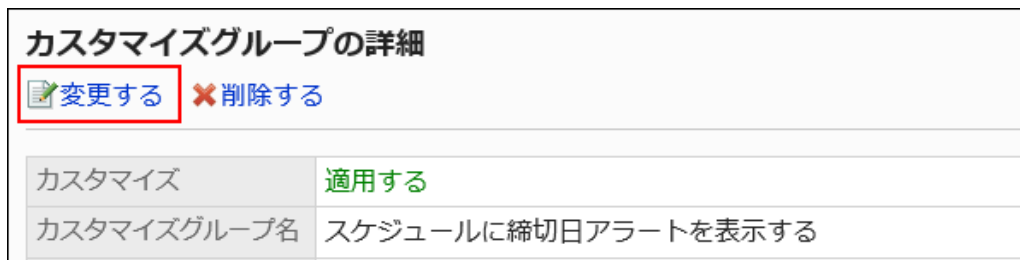 カスタマイズグループの詳細
変更する 削除する
カスタマイズ 適用する
カスタマイズグループ名 スケジュールに締切日アラートを表示する